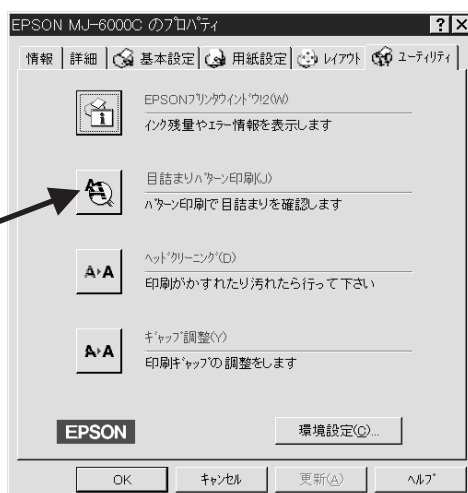 EPSON MJ-6000C のﾌﾟﾛﾊﾟﾃｨ
情報 詳細 基本設定 用紙設定 ﾚｲｱｳﾄ ﾕｰﾃｨﾘﾃｨ
EPSONﾌﾟﾘﾝﾀｳｲﾝﾄﾞｳ!2(W)
ｲﾝｸ残量やｴﾗｰ情報を表示します
目詰まりﾊﾟﾀｰﾝ印刷(J)
ﾊﾟﾀｰﾝ印刷で目詰まりを確認します
ﾍｯﾄﾞｸﾘｰﾆﾝｸﾞ(D)
印刷がかすれたり汚れたら行って下さい
ｷﾞｬｯﾌﾟ調整(Y)
印刷ｷﾞｬｯﾌﾟの調整をします
EPSON 環境設定(C)...
OK ｷｬﾝｾﾙ 更新(A) ﾍﾙﾌﾟ